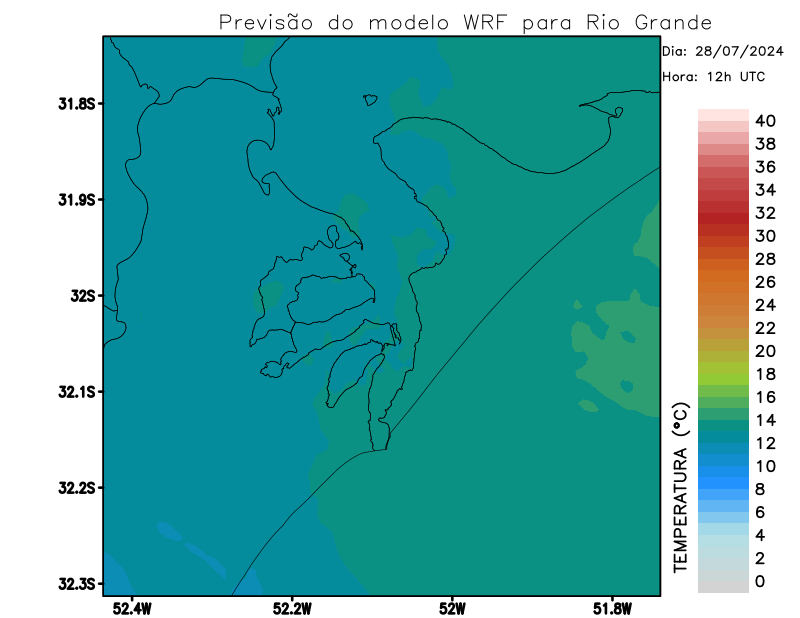 Previsão do modelo WRF para Rio Grande
Dia: 28/07/2024
Hora: 12h UTC
31.8S
31.9S
32S
32.1S
32.2S
32.3S
52.4W
52.2W
52W
51.8W
TEMPERATURA (°C)
40
38
36
34
32
30
28
26
24
22
20
18
16
14
12
10
8
6
4
2
0